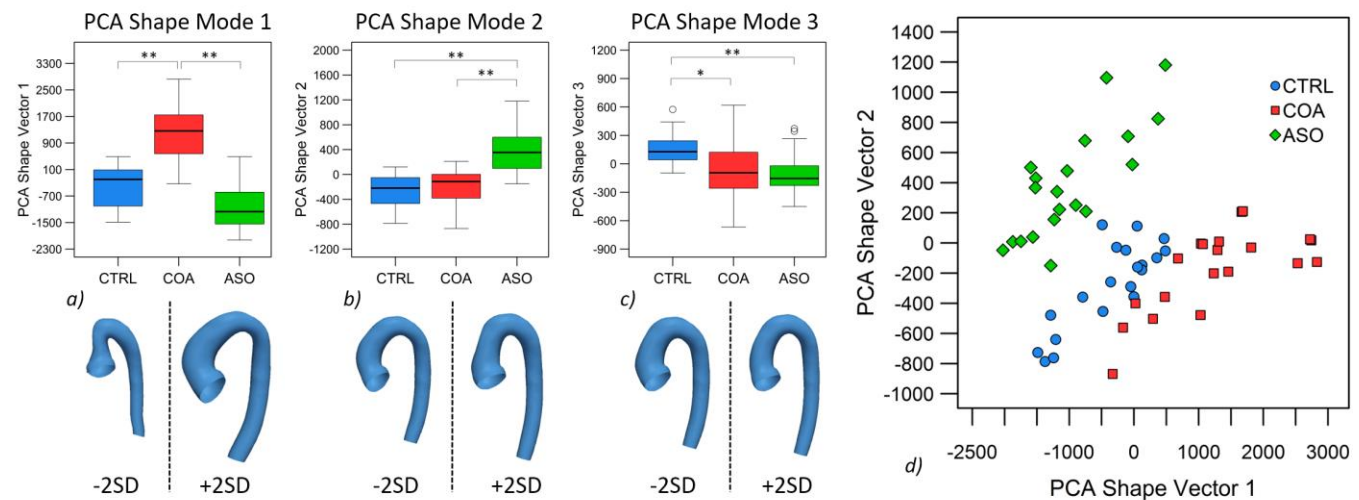 PCA Shape Mode 1
PCA Shape Vector 1
3300
2500
1700
900
100
-700
-1500
-2300
**
**
CTRL
COA
ASO
a)
-2SD
+2SD
PCA Shape Mode 2
PCA Shape Vector 2
2000
1600
1200
800
400
0
-400
-800
-1200
**
**
CTRL
COA
ASO
b)
-2SD
+2SD
PCA Shape Mode 3
PCA Shape Vector 3
1200
900
600
300
0
-300
-600
-900
**
*
CTRL
COA
ASO
c)
-2SD
+2SD
PCA Shape Vector 2
1400
1200
1000
800
600
400
200
0
-200
-400
-600
-800
-1000
CTRL
COA
ASO
-2500
-1000
0
1000
2000
3000
d)
PCA Shape Vector 1